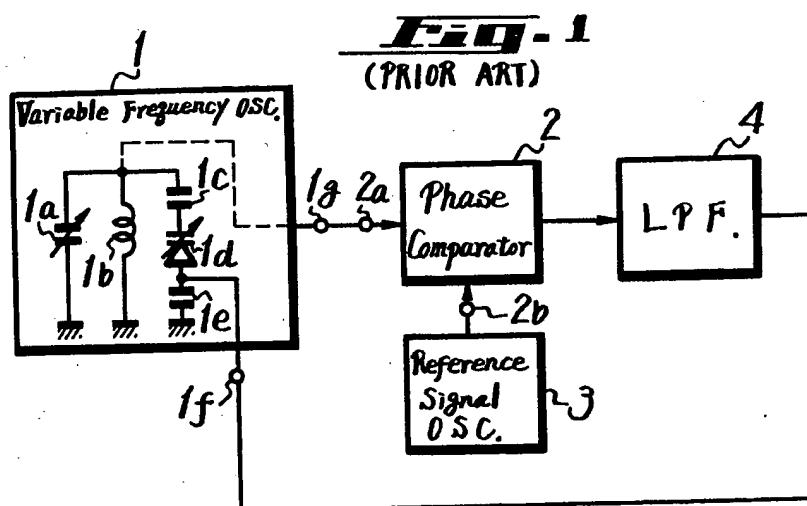 Fig. 1
(PRIOR ART)
1
Variable Frequency OSC.
1a
1b
1c
1d
1e
1f
1g
2a
2
Phase
Comparator
2b
4
L. P. F.
Reference
Signal
OSC.
3